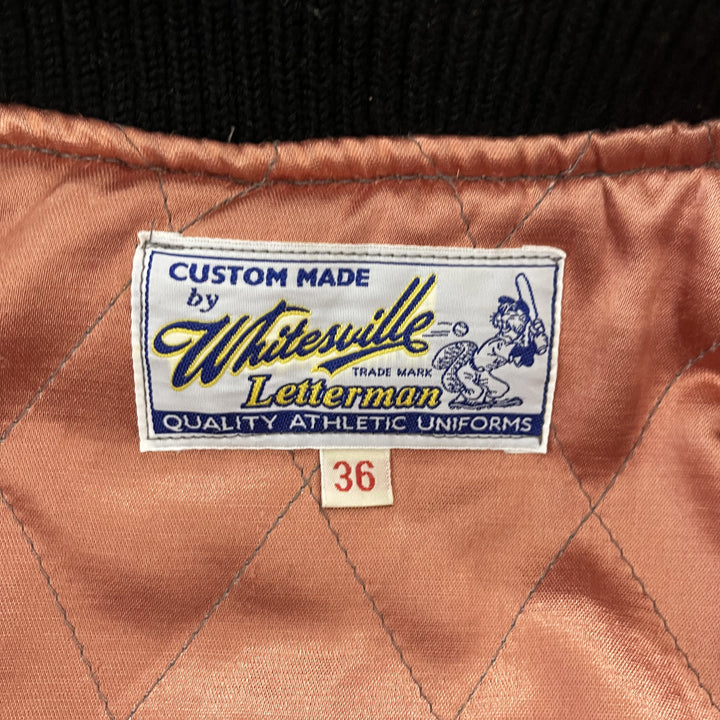 CUSTOM MADE
by
Whitesville
TRADE MARK
Letterman
QUALITY ATHLETIC UNIFORMS
36